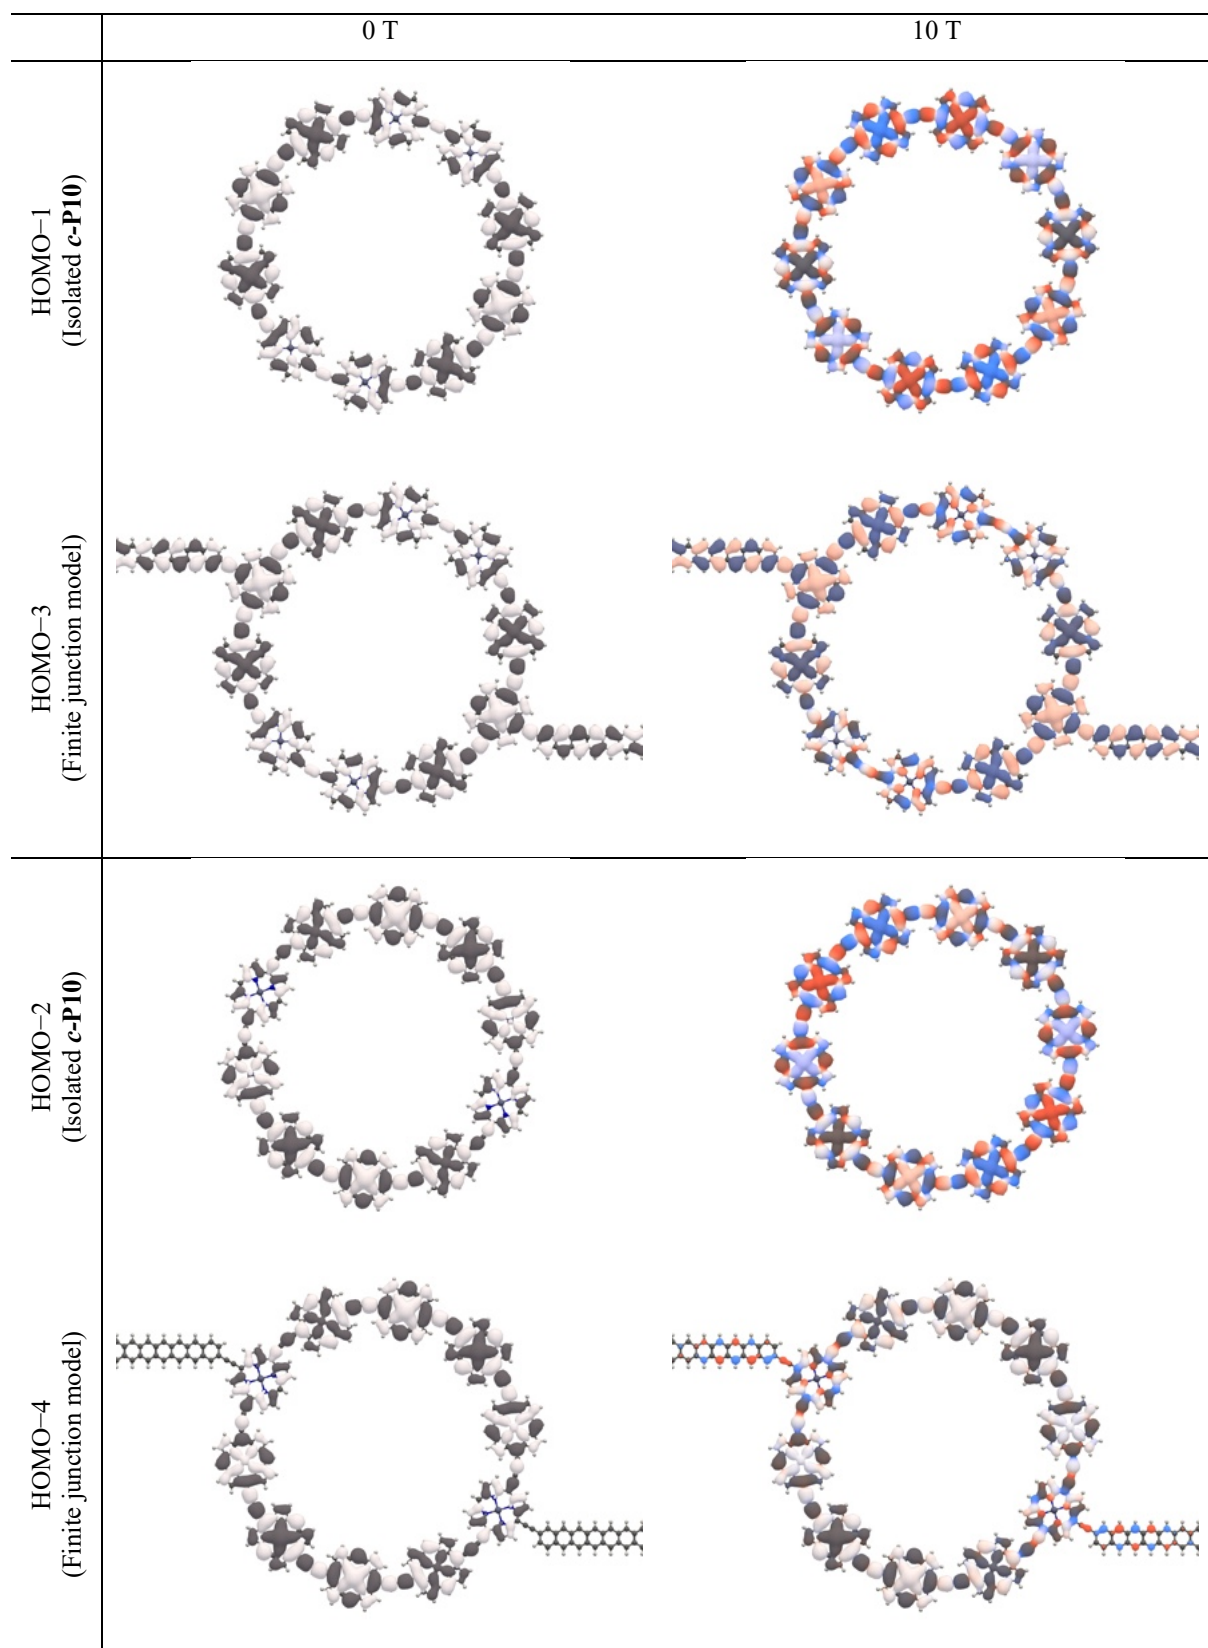 0 T
10 T
HOMO−1
(Isolated c-P10)
HOMO−3
(Finite junction model)
HOMO−2
(Isolated c-P10)
HOMO−4
(Finite junction model)